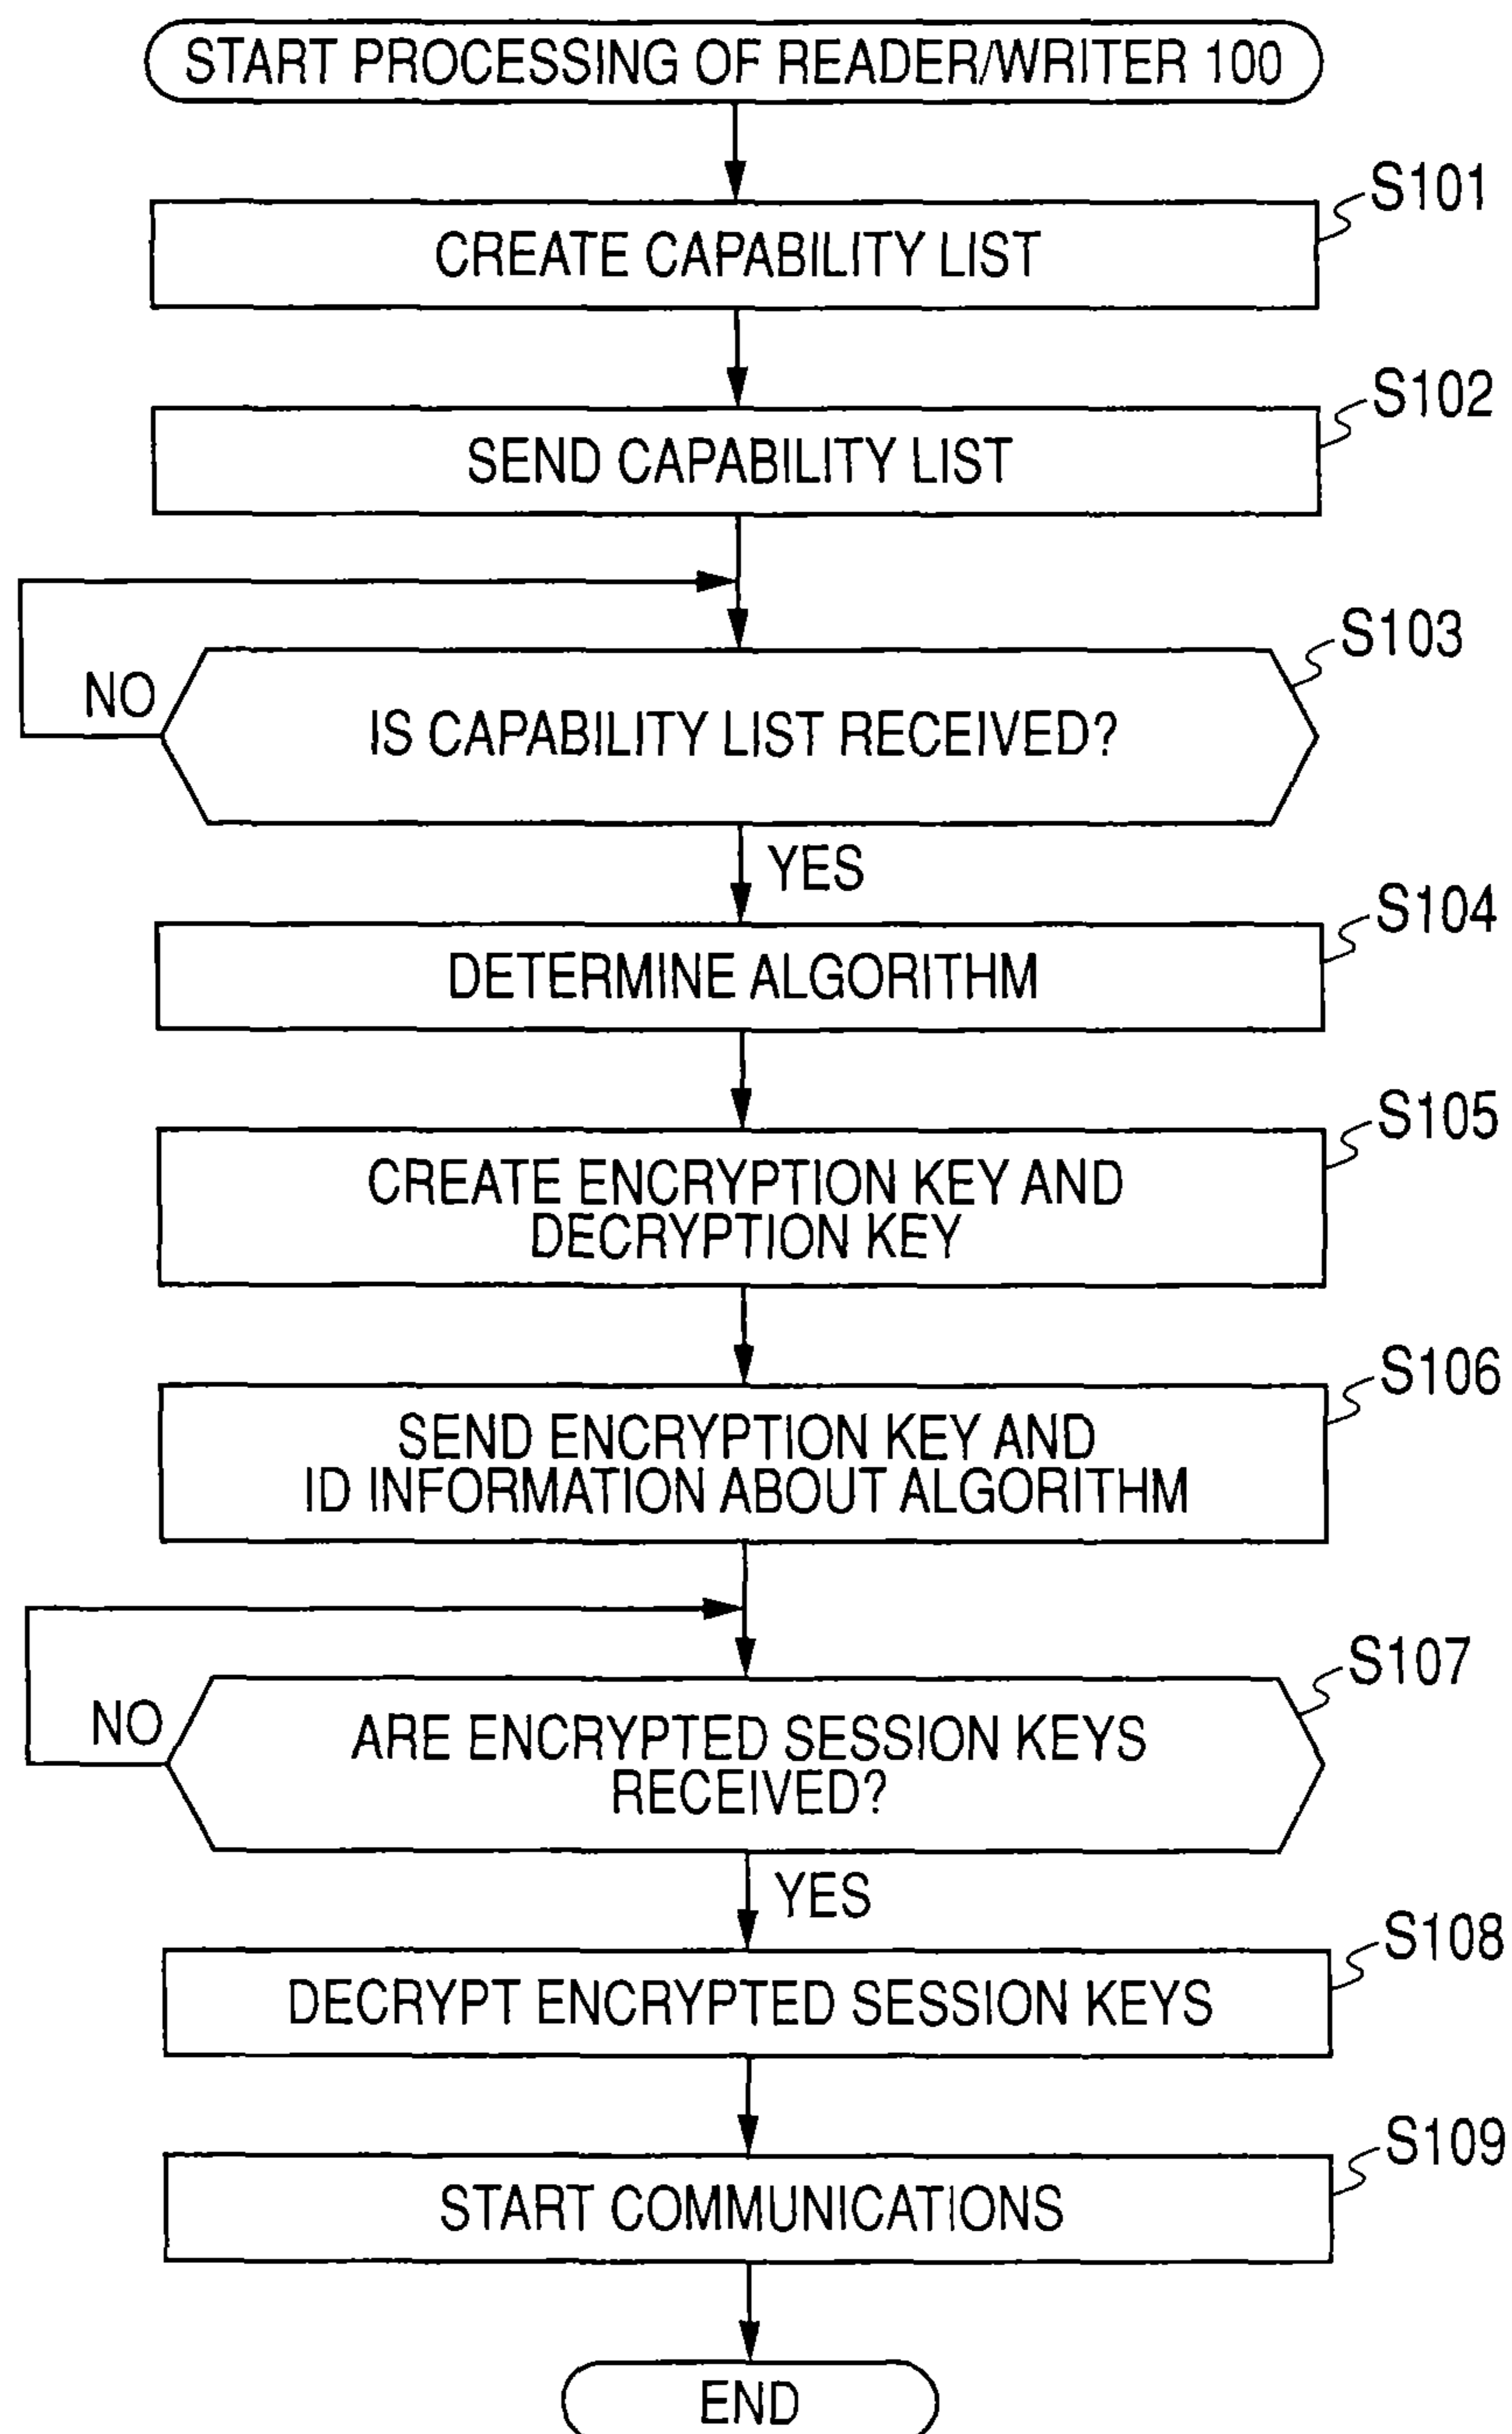 START PROCESSING OF READER/WRITER 100
S101
CREATE CAPABILITY LIST
S102
SEND CAPABILITY LIST
S103
NO
IS CAPABILITY LIST RECEIVED?
YES
S104
DETERMINE ALGORITHM
S105
CREATE ENCRYPTION KEY AND
DECRYPTION KEY
S106
SEND ENCRYPTION KEY AND
ID INFORMATION ABOUT ALGORITHM
S107
NO
ARE ENCRYPTED SESSION KEYS
RECEIVED?
YES
S108
DECRYPT ENCRYPTED SESSION KEYS
S109
START COMMUNICATIONS
END